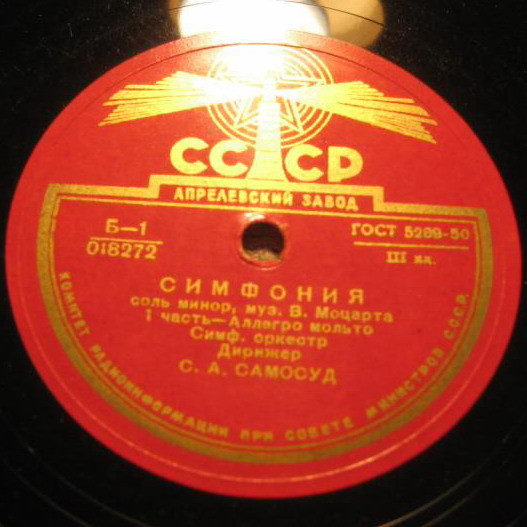 СССР
АПРЕЛЕВСКИЙ ЗАВОД
Б—1
018272
ГОСТ 5289-50
III кл.
СИМФОНИЯ
соль минор, муз. В. Моцарта
1 часть—Аллегро мольто
Симф. оркестр
Дирижер
С. А. САМОСУД
КОМИТЕТ РАДИОИНФОРМАЦИИ ПРИ СОВЕТЕ МИНИСТРОВ СССР.